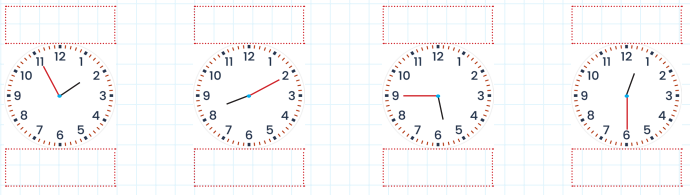 12 12 12 12
11 1 11 1 11 1 11 1
10 2 10 2 10 2 10 2
9 3 9 3 9 3 9 3
8 4 8 4 8 4 8 4
7 5 7 5 7 5 7 5
6 6 6 6